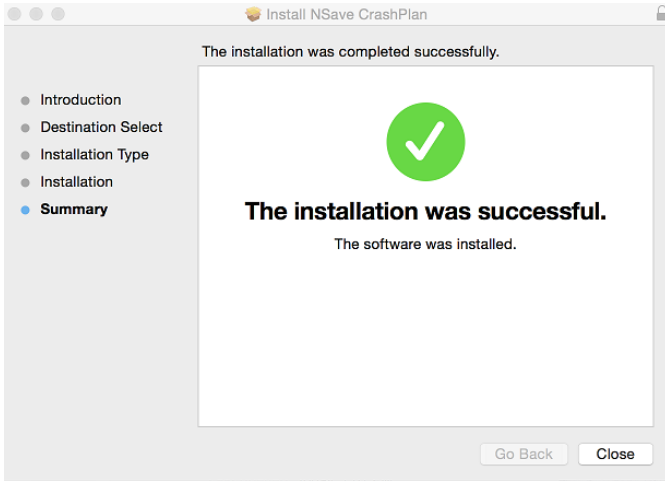 Install NSave CrashPlan
The installation was completed successfully.
Introduction
Destination Select
Installation Type
Installation
Summary
The installation was successful.
The software was installed.
Go Back
Close